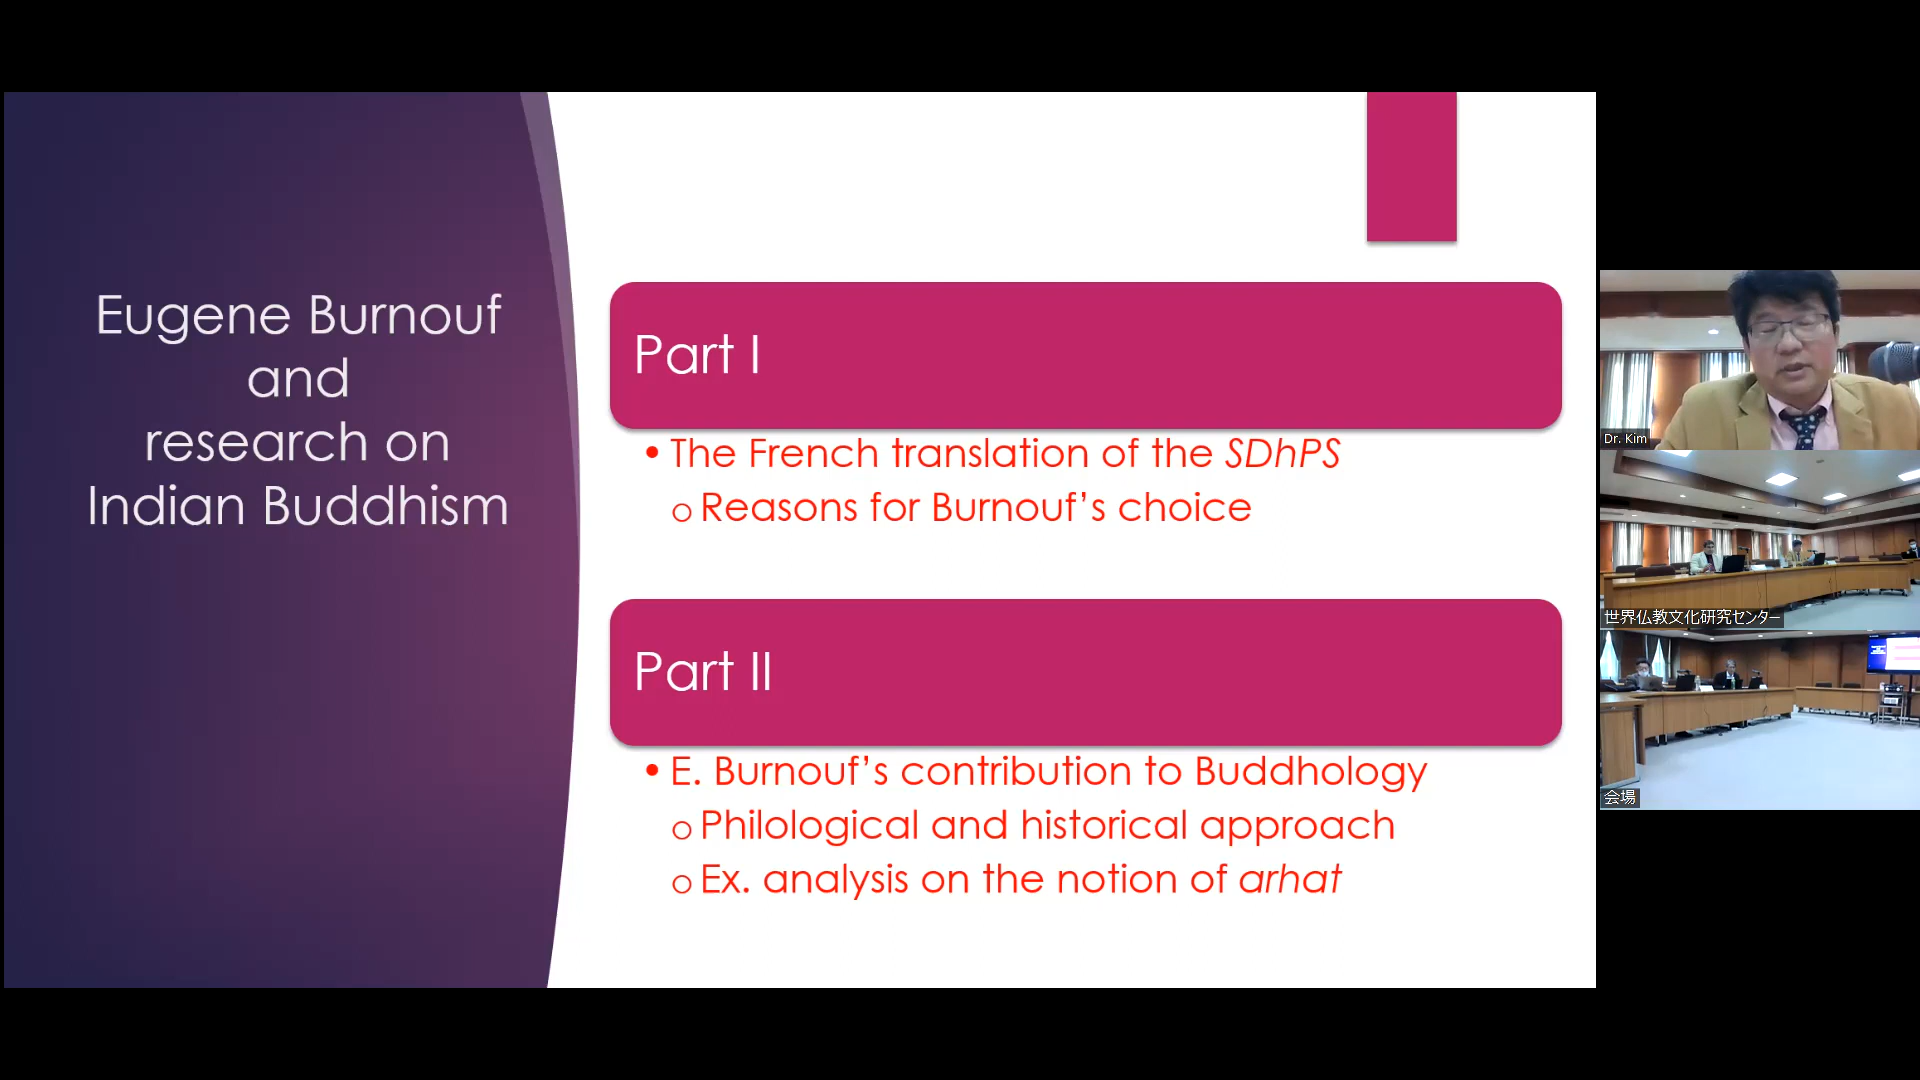 Eugene Burnouf
and
research on
Indian Buddhism
Part I
• The French translation of the SDhPS
o Reasons for Burnouf’s choice
Part II
• E. Burnouf’s contribution to Buddhology
o Philological and historical approach
o Ex. analysis on the notion of arhat
Dr. Kim
世界仏教文化研究センター
会場